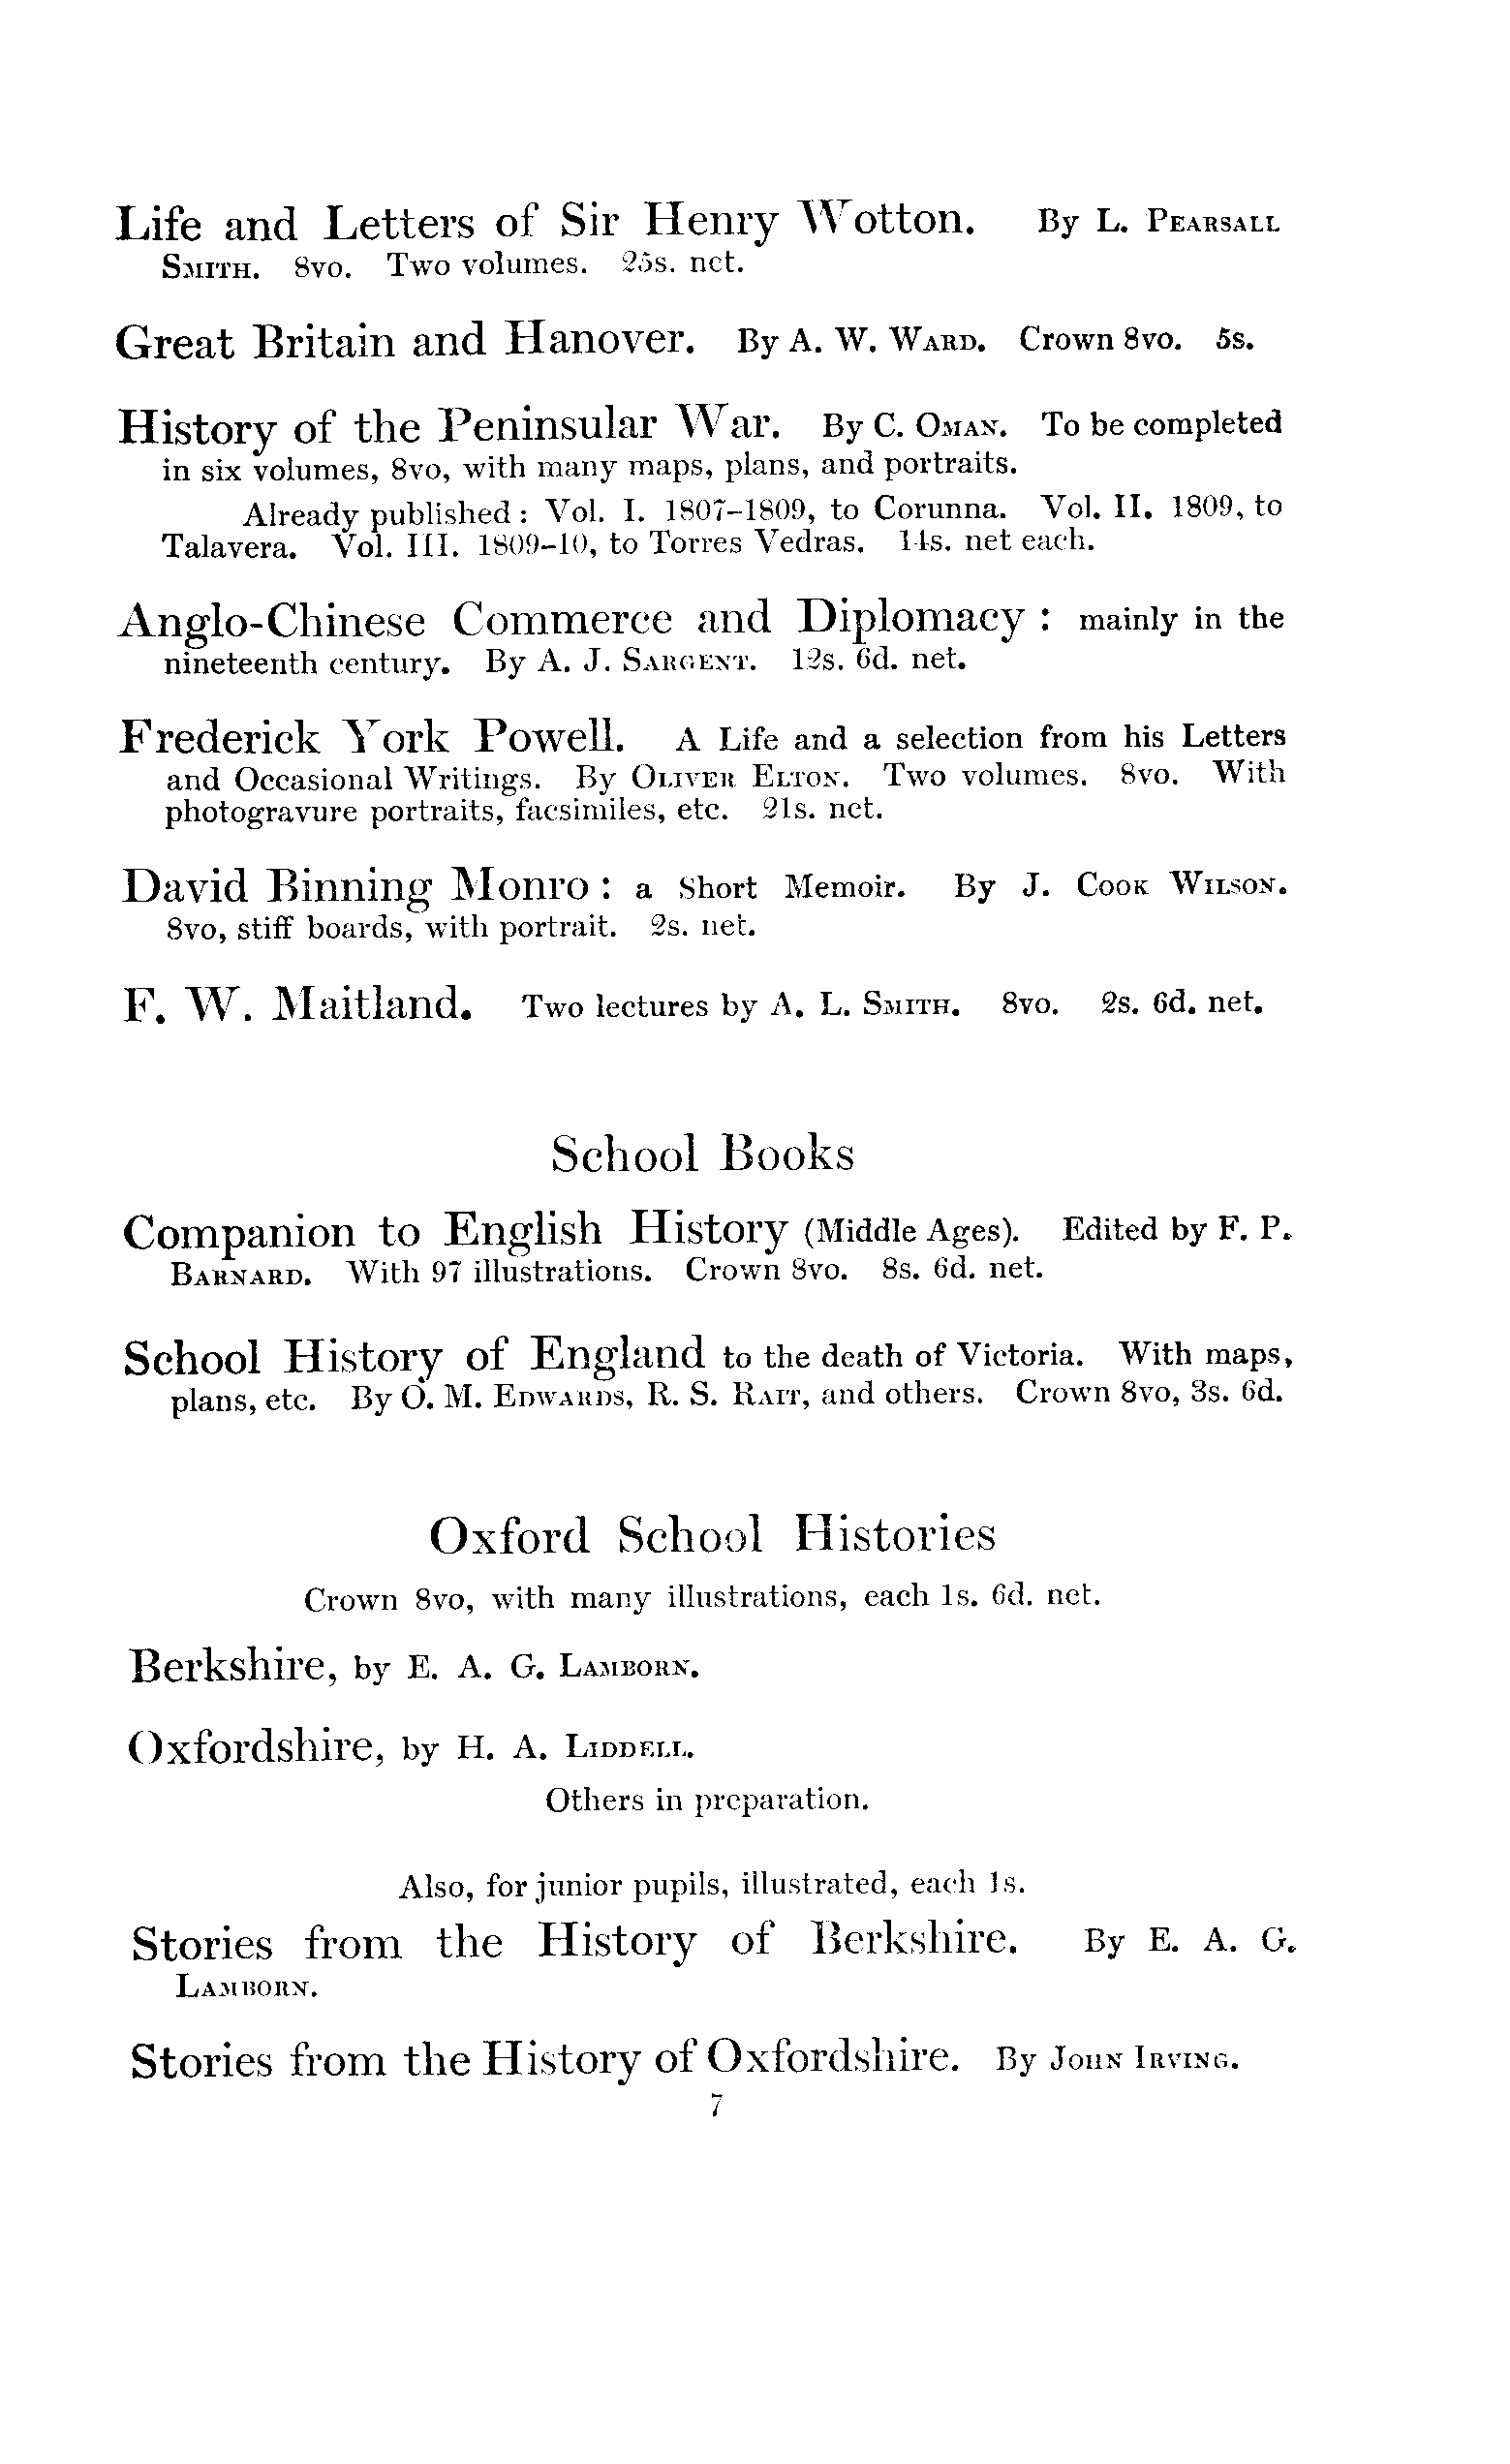 Life and Letters of Sir Henry Wotton. By L. Pearsall
Smith. 8vo. Two volumes. 25s. net.
Great Britain and Hanover. By A. W. Ward. Crown 8vo. 5s.
History of the Peninsular War. By C. Oman. To be completed
in six volumes, 8vo, with many maps, plans, and portraits.
Already published: Vol. I. 1807–1809, to Corunna. Vol. II. 1809, to
Talavera. Vol. III. 1809–10, to Torres Vedras. 14s. net each.
Anglo-Chinese Commerce and Diplomacy: mainly in the
nineteenth century. By A. J. Sargent. 12s. 6d. net.
Frederick York Powell. A Life and a selection from his Letters
and Occasional Writings. By Oliver Elton. Two volumes. 8vo. With
photogravure portraits, facsimiles, etc. 21s. net.
David Binning Monro: a Short Memoir. By J. Cook Wilson.
8vo, stiff boards, with portrait. 2s. net.
F. W. Maitland. Two lectures by A. L. Smith. 8vo. 2s. 6d. net.
School Books
Companion to English History (Middle Ages). Edited by F. P.
Barnard. With 97 illustrations. Crown 8vo. 8s. 6d. net.
School History of England to the death of Victoria. With maps,
plans, etc. By O. M. Edwards, R. S. Rait, and others. Crown 8vo, 3s. 6d.
Oxford School Histories
Crown 8vo, with many illustrations, each 1s. 6d. net.
Berkshire, by E. A. G. Lamborn.
Oxfordshire, by H. A. Liddell.
Others in preparation.
Also, for junior pupils, illustrated, each 1s.
Stories from the History of Berkshire. By E. A. G.
Lamborn.
Stories from the History of Oxfordshire. By John Irving.
7